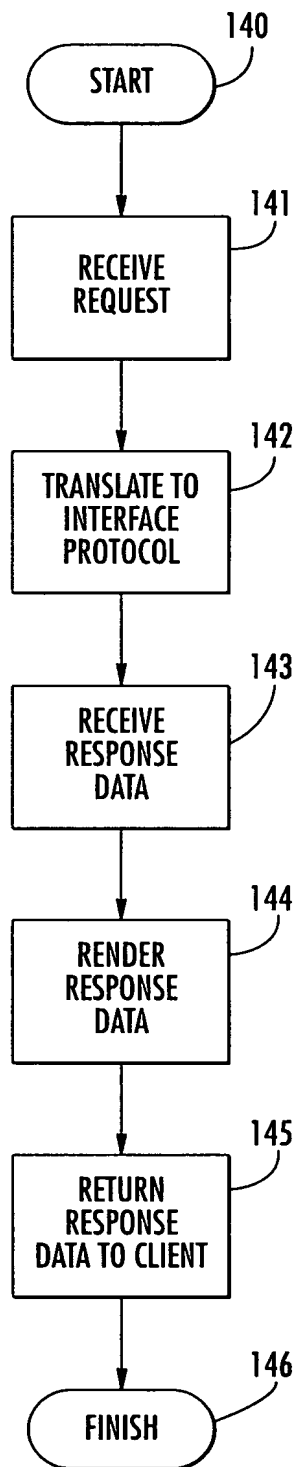 140
START
141
RECEIVE
REQUEST
142
TRANSLATE TO
INTERFACE
PROTOCOL
143
RECEIVE
RESPONSE
DATA
144
RENDER
RESPONSE
DATA
145
RETURN
RESPONSE
DATA TO CLIENT
146
FINISH